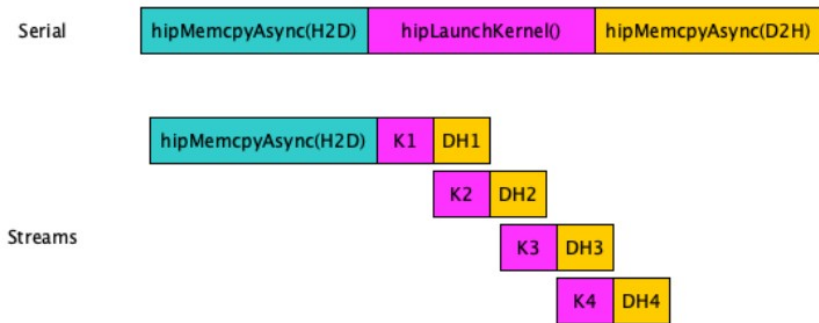 Serial hipMemcpyAsync(H2D) hipLaunchKernel() hipMemcpyAsync(D2H)
hipMemcpyAsync(H2D) K1 DH1
K2 DH2
Streams
K3 DH3
K4 DH4